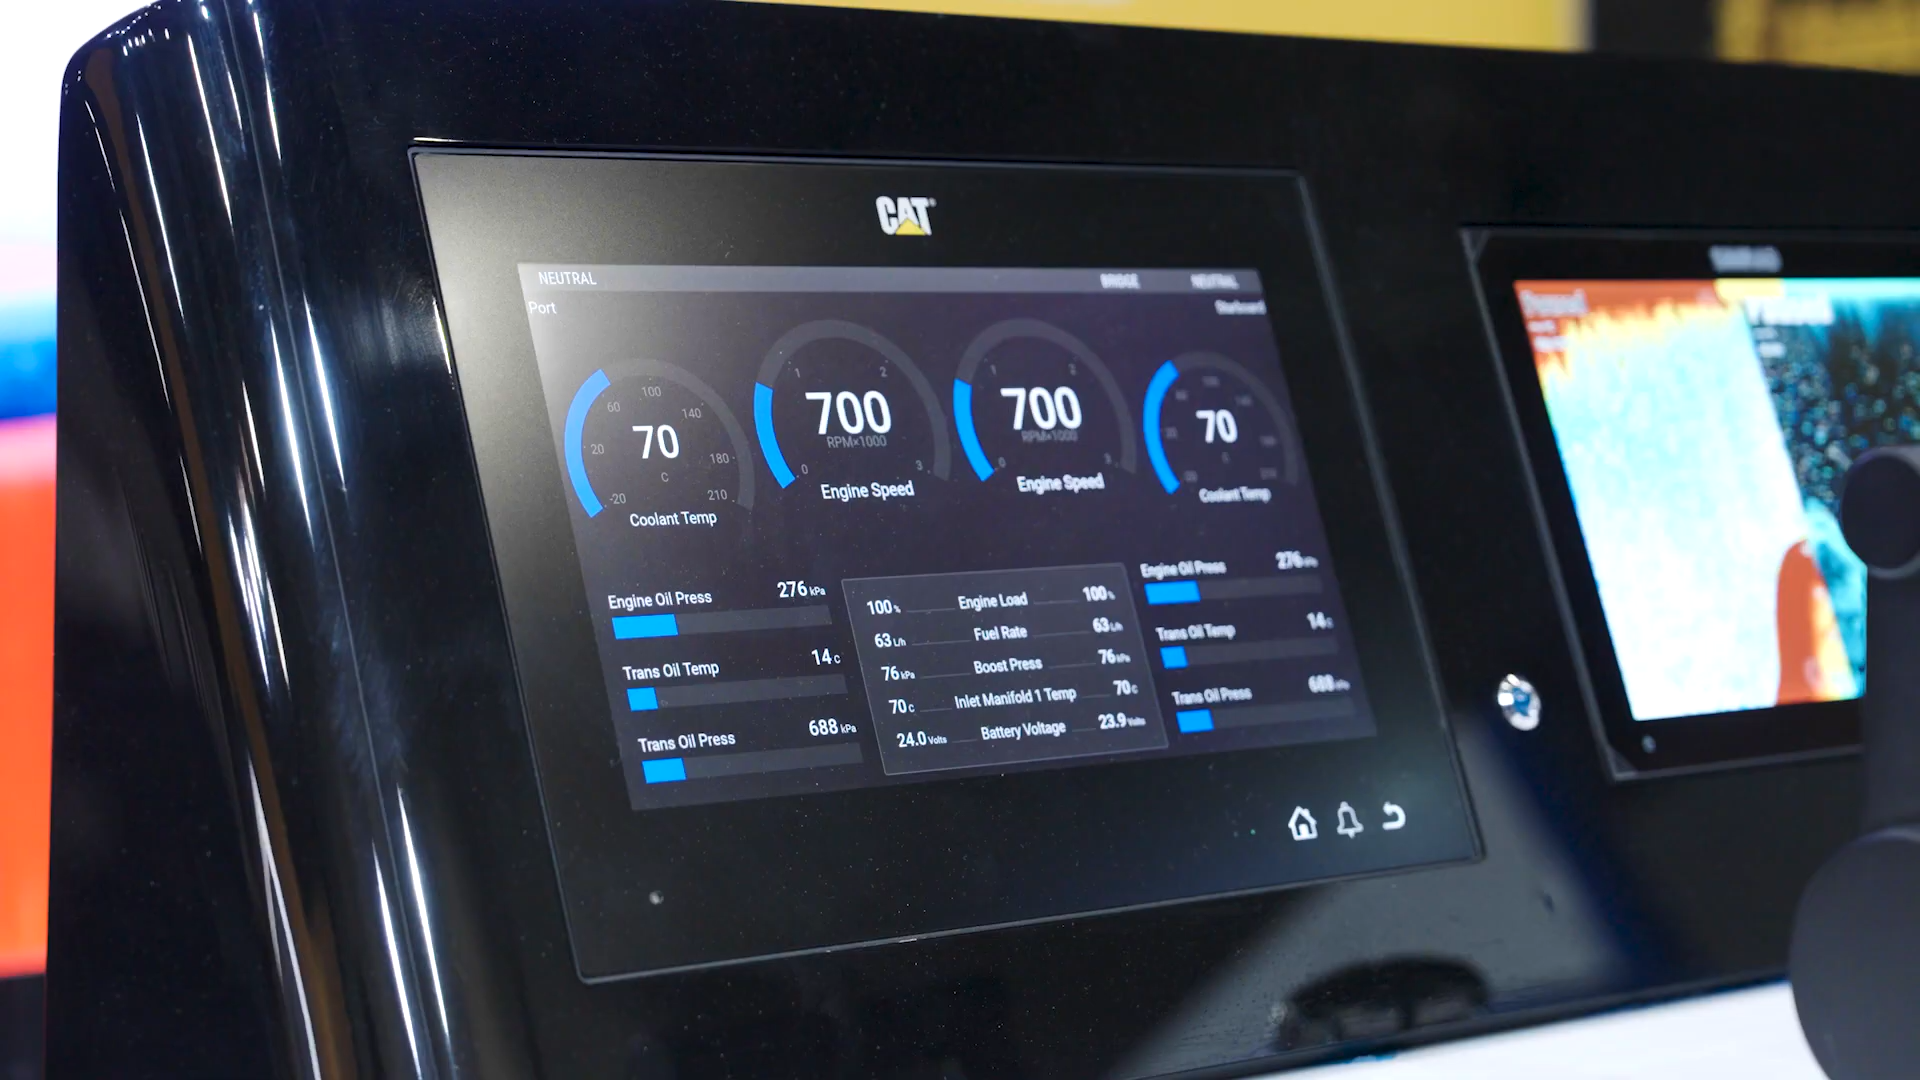 CAT
NEUTRAL BRIDGE NEUTRAL
Port Starboard
100
60 140
20 180
-20 210
70
C
Coolant Temp
1 2
0 3
700
RPM×1000
Engine Speed
1 2
0 3
700
RPM×1000
Engine Speed
70
C
Coolant Temp
Engine Oil Press 276 kPa
Trans Oil Temp 14 C
Trans Oil Press 688 kPa
100 % Engine Load 100 %
63 L/h Fuel Rate 63 L/h
76 kPa Boost Press 76 kPa
70 C Inlet Manifold 1 Temp 70 C
24.0 Volts Battery Voltage 23.9 Volts
Engine Oil Press 276 kPa
Trans Oil Temp 14 C
Trans Oil Press 688 kPa